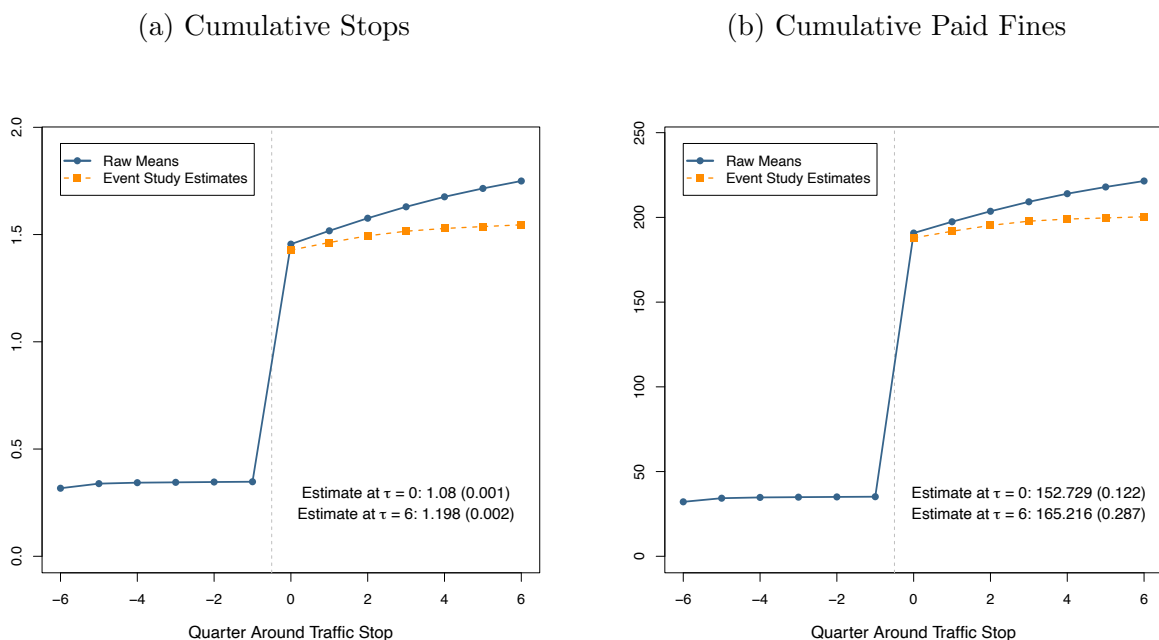 (a) Cumulative Stops
2.0
1.5
1.0
0.5
0.0
Raw Means
Event Study Estimates
Estimate at τ = 0: 1.08 (0.001)
Estimate at τ = 6: 1.198 (0.002)
−6 −4 −2 0 2 4 6
Quarter Around Traffic Stop
(b) Cumulative Paid Fines
250
200
150
100
50
0
Raw Means
Event Study Estimates
Estimate at τ = 0: 152.729 (0.122)
Estimate at τ = 6: 165.216 (0.287)
−6 −4 −2 0 2 4 6
Quarter Around Traffic Stop